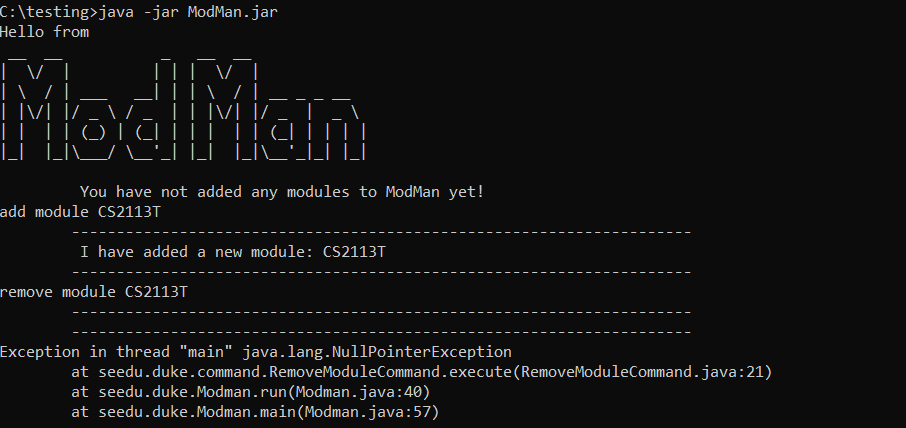 C:\testing>java -jar ModMan.jar
Hello from
 __  __           _   __  __
|  \/  |         | | |  \/  |
| \  / | ___   __| | | \  / | __ _ _ __
| |\/| |/ _ \ / _  | | |\/| |/ _  | '_ \
| |  | | (_) | (_| | | |  | | (_| | | | |
|_|  |_|\___/ \__'_| |_|  |_|\__'_|_| |_|
You have not added any modules to ModMan yet!
add module CS2113T
--------------------------------------------------------------------
I have added a new module: CS2113T
--------------------------------------------------------------------
remove module CS2113T
--------------------------------------------------------------------
--------------------------------------------------------------------
Exception in thread "main" java.lang.NullPointerException
at seedu.duke.command.RemoveModuleCommand.execute(RemoveModuleCommand.java:21)
at seedu.duke.Modman.run(Modman.java:40)
at seedu.duke.Modman.main(Modman.java:57)